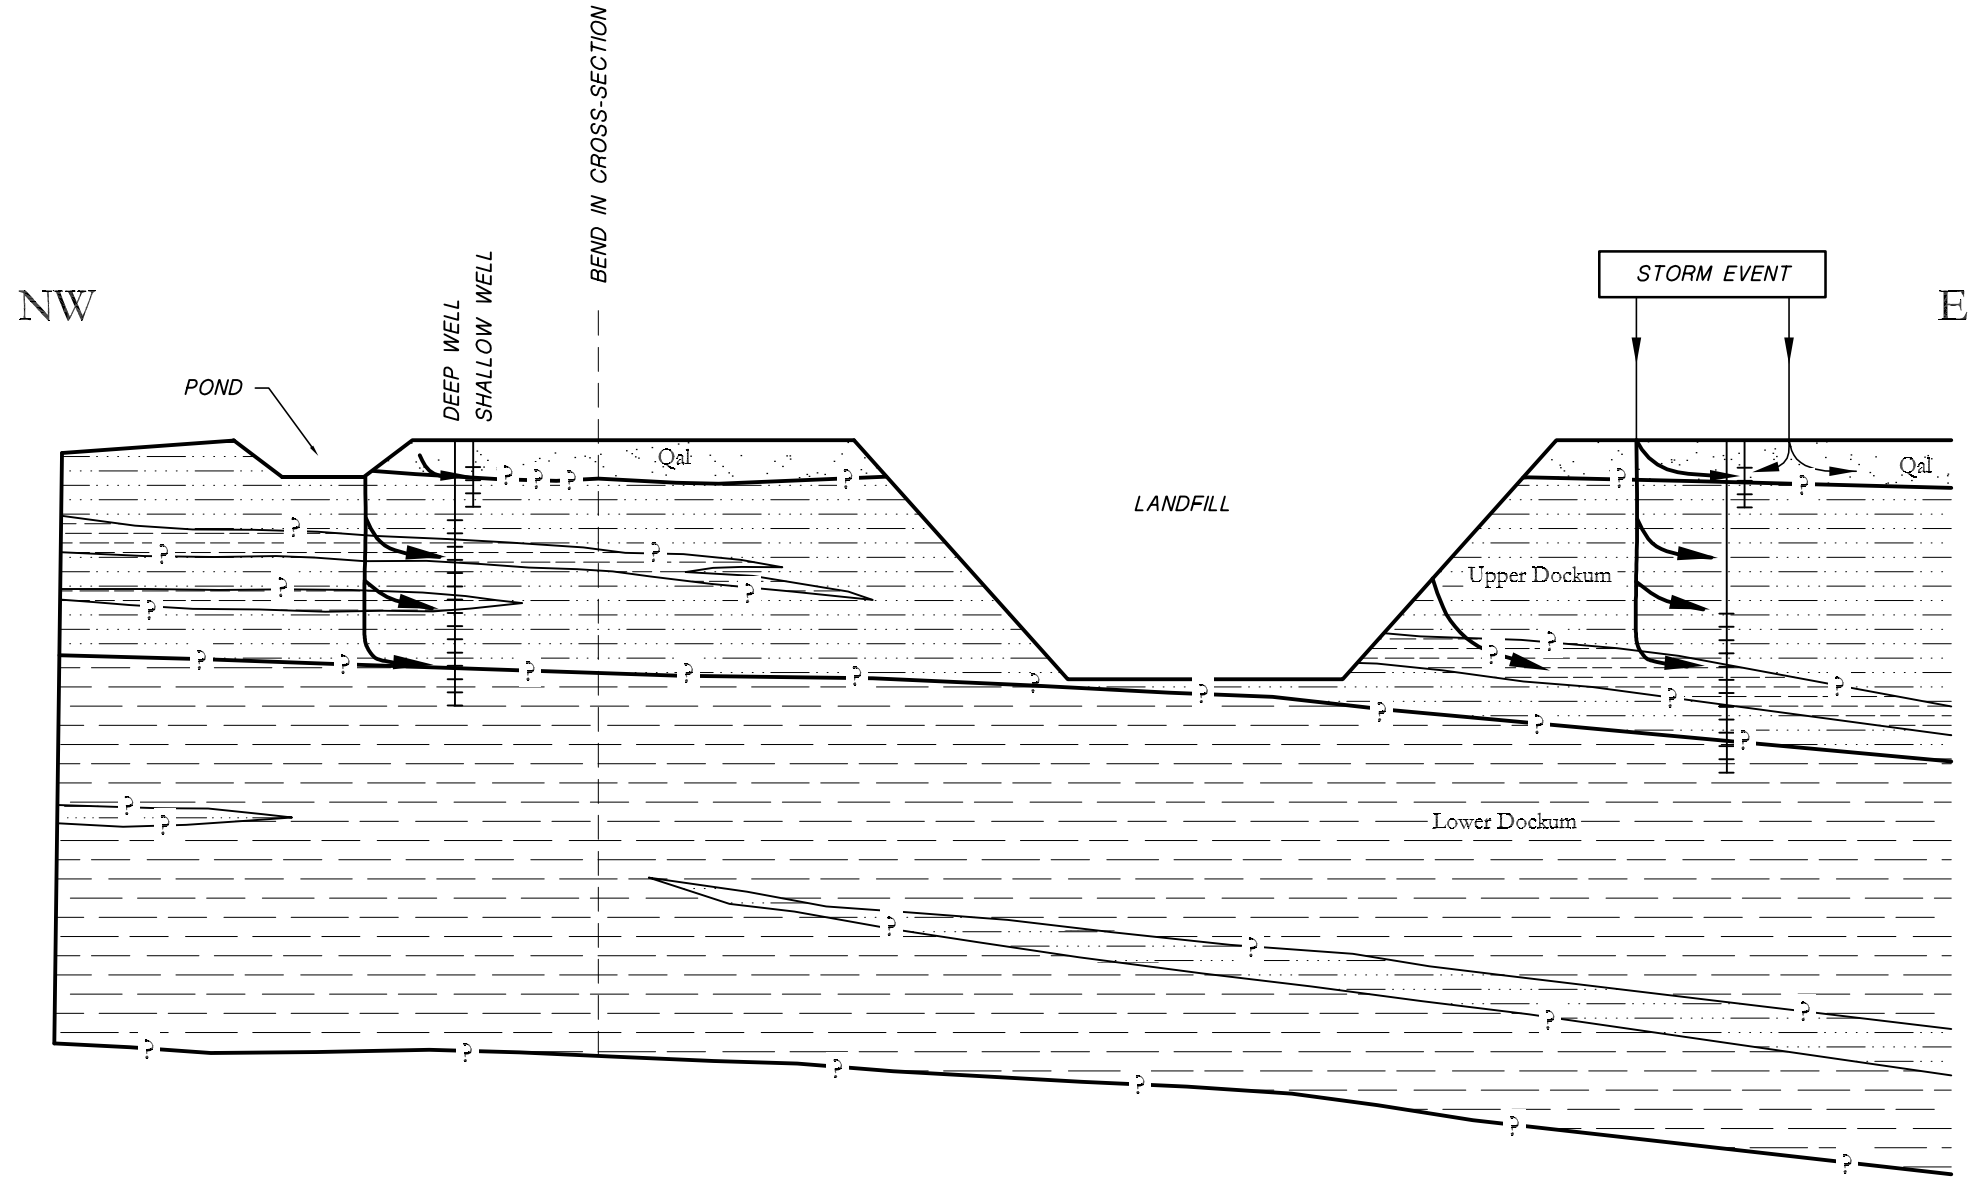 BEND IN CROSS-SECTION
DEEP WELL
SHALLOW WELL
STORM EVENT
NW
E
POND
Qal
? ? ? ?
Qal
? ?
LANDFILL
? ?
? ?
? ?
Upper Dockum
?
?
? ? ? ? ? ? ? ? ? ? ?
? ? ?
?
?
?
Lower Dockum
?
?
?
?
?
? ? ? ? ? ?